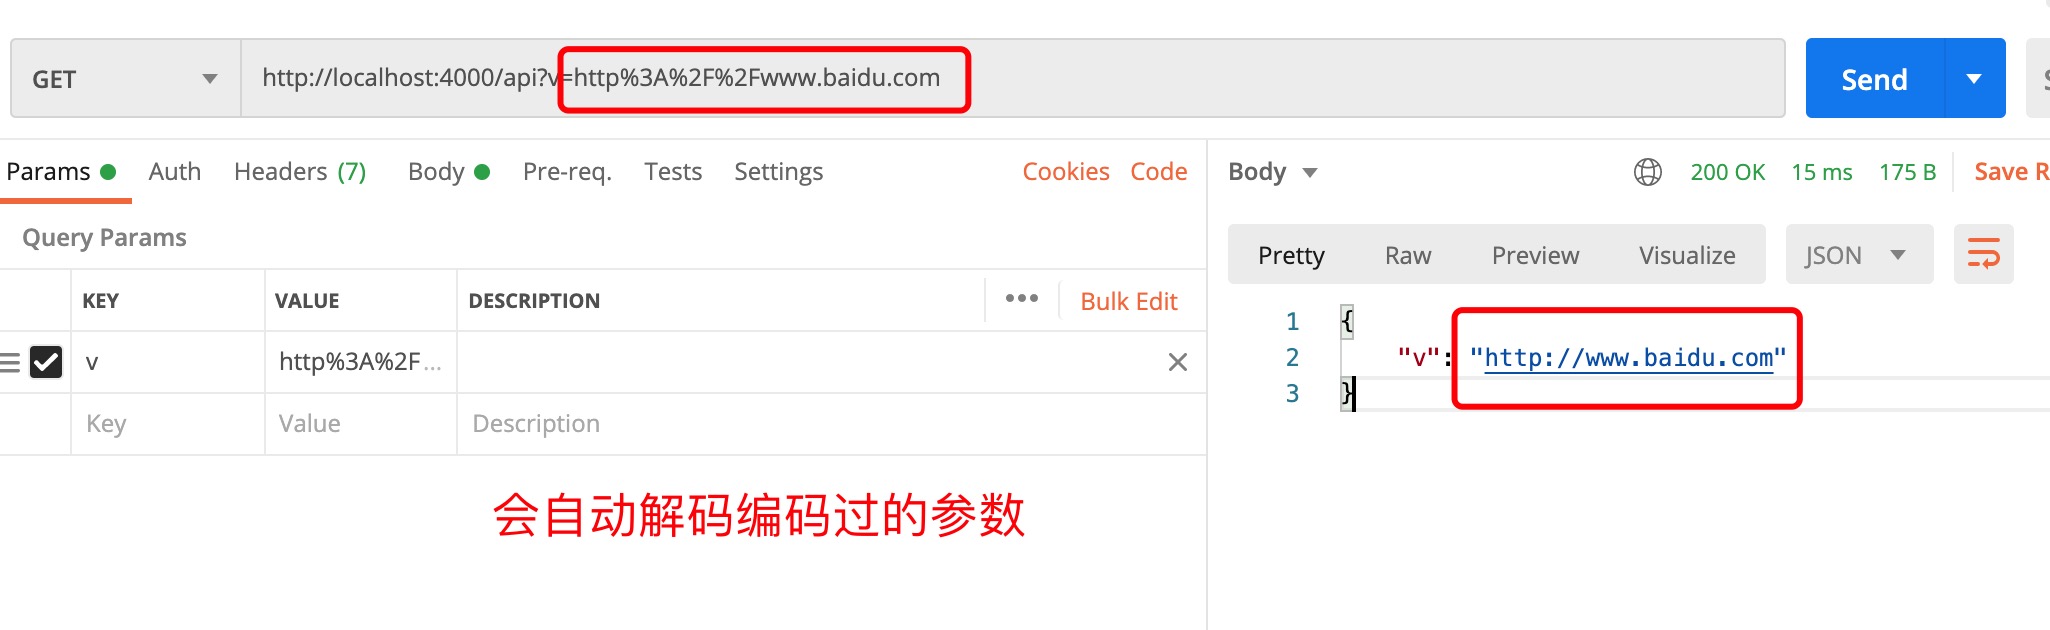 GET
http://localhost:4000/api?v=http%3A%2F%2Fwww.baidu.com
Send
Params Auth Headers (7) Body Pre-req. Tests Settings Cookies Code
Query Params
KEY VALUE DESCRIPTION ••• Bulk Edit
v http%3A%2F...
Key Value Description
会自动解码编码过的参数
Body 200 OK 15 ms 175 B Save R
Pretty Raw Preview Visualize JSON
1 {
2 "v": "http://www.baidu.com"
3 }